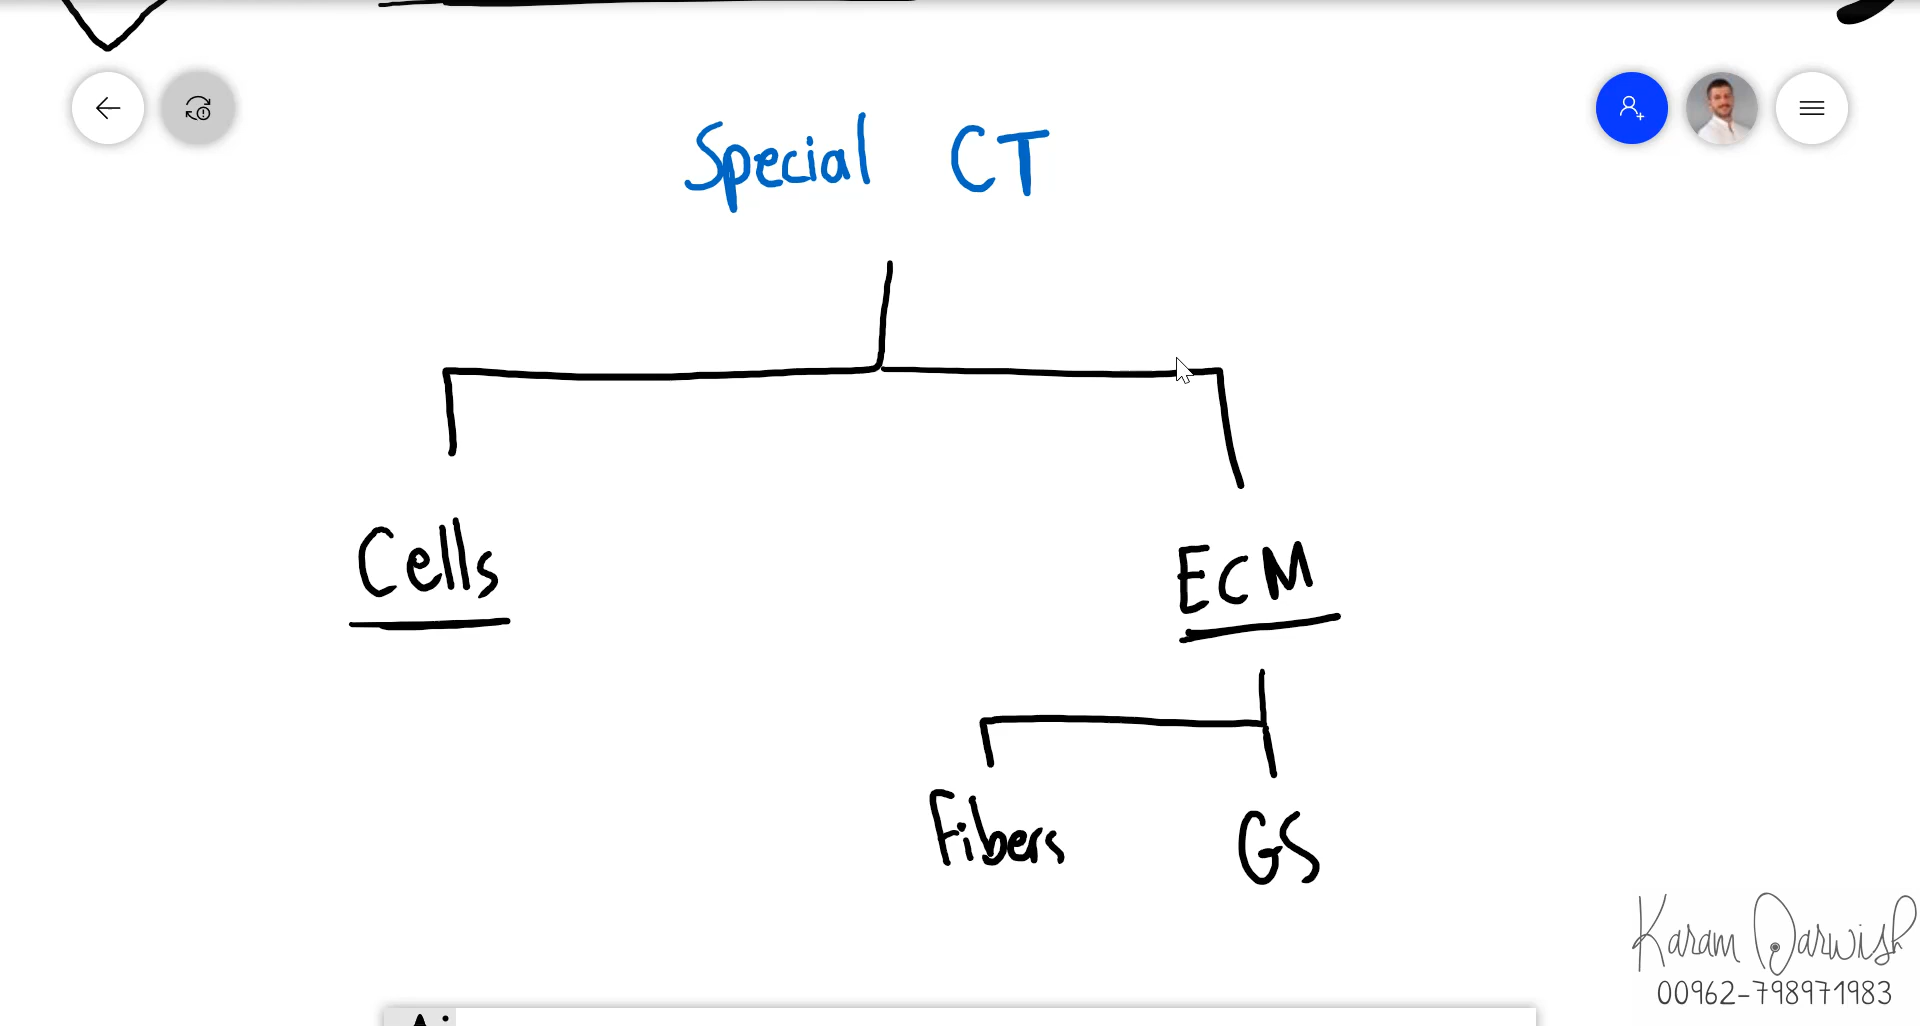 Special CT
Cells
ECM
Fibers GS
Karam Darwish
00962-798971983